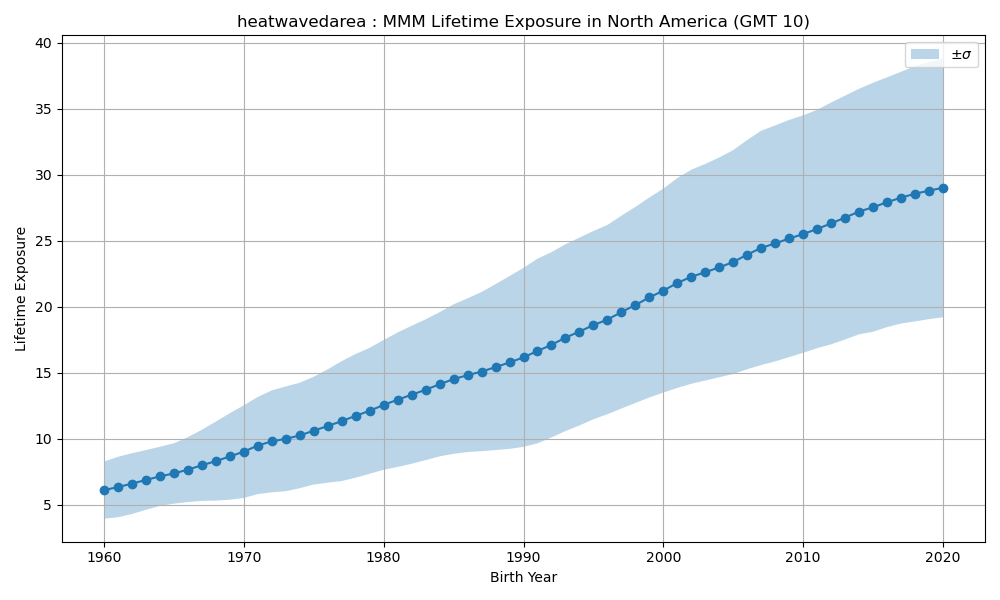 heatwavedarea : MMM Lifetime Exposure in North America (GMT 10)
±σ
40
35
30
25
20
15
10
5
Lifetime Exposure
1960 1970 1980 1990 2000 2010 2020
Birth Year